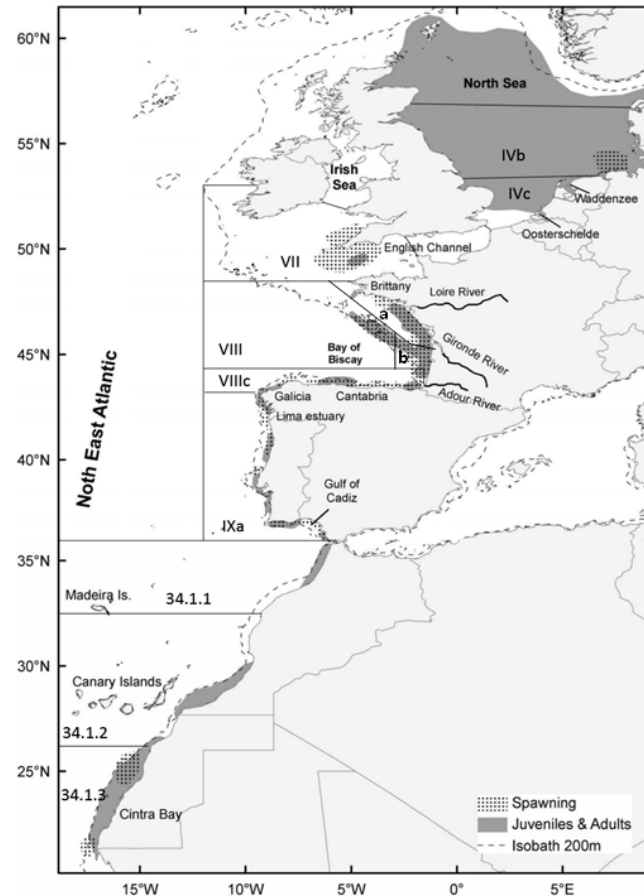 60°N
North Sea
55°N
IVb
Irish
Sea
IVc
Waddenzee
Oosterschelde
50°N
English Channel
VII
Brittany
Loire River
a
Gironde River
VIII
Bay of
Biscay
b
45°N
VIIIc
Galicia
Cantabria
Adour River
Lima estuary
Noth East Atlantic
40°N
Gulf of
Cadiz
IXa
35°N
34.1.1
Madeira Is.
30°N
Canary Islands
34.1.2
25°N
34.1.3
Cintra Bay
Spawning
Juveniles & Adults
Isobath 200m
15°W
10°W
5°W
0°W
5°E